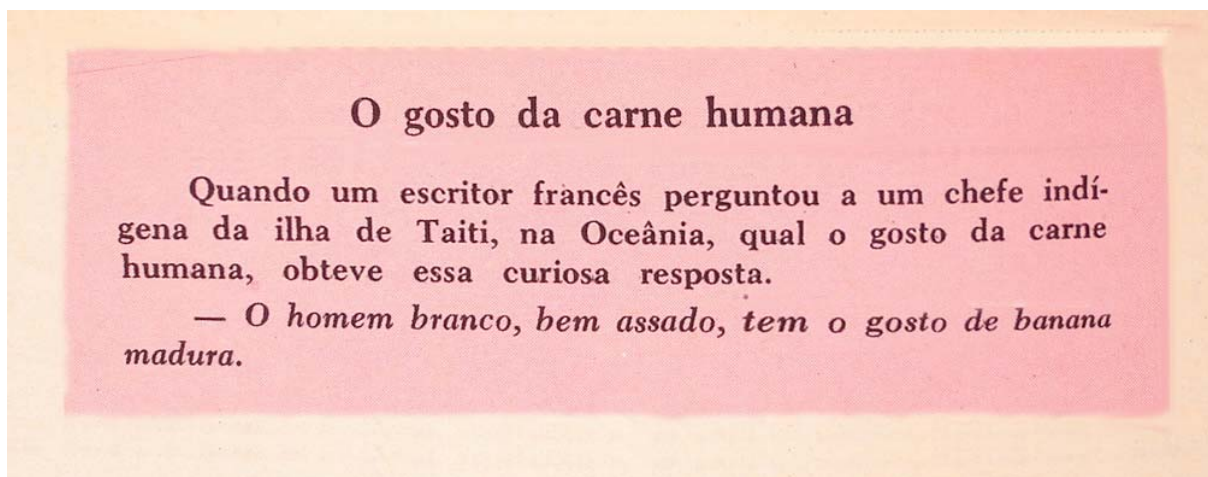 O gosto da carne humana
Quando um escritor francês perguntou a um chefe indí-
gena da ilha de Taiti, na Oceânia, qual o gosto da carne
humana, obteve essa curiosa resposta.
— O homem branco, bem assado, tem o gosto de banana
madura.